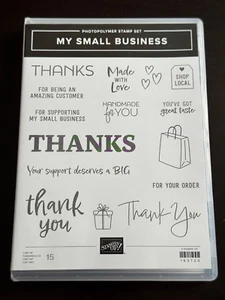 PHOTOPOLYMER STAMP SET
MY SMALL BUSINESS
THANKS
Made
with
Love
SHOP
LOCAL
FOR BEING AN
AMAZING CUSTOMER
HANDMADE
for YOU
YOU'VE GOT
great taste
FOR SUPPORTING
MY SMALL BUSINESS
THANKS
Your support deserves a BIG
FOR YOUR ORDER
thank
you
Thank You
15
STAMPIN' UP!